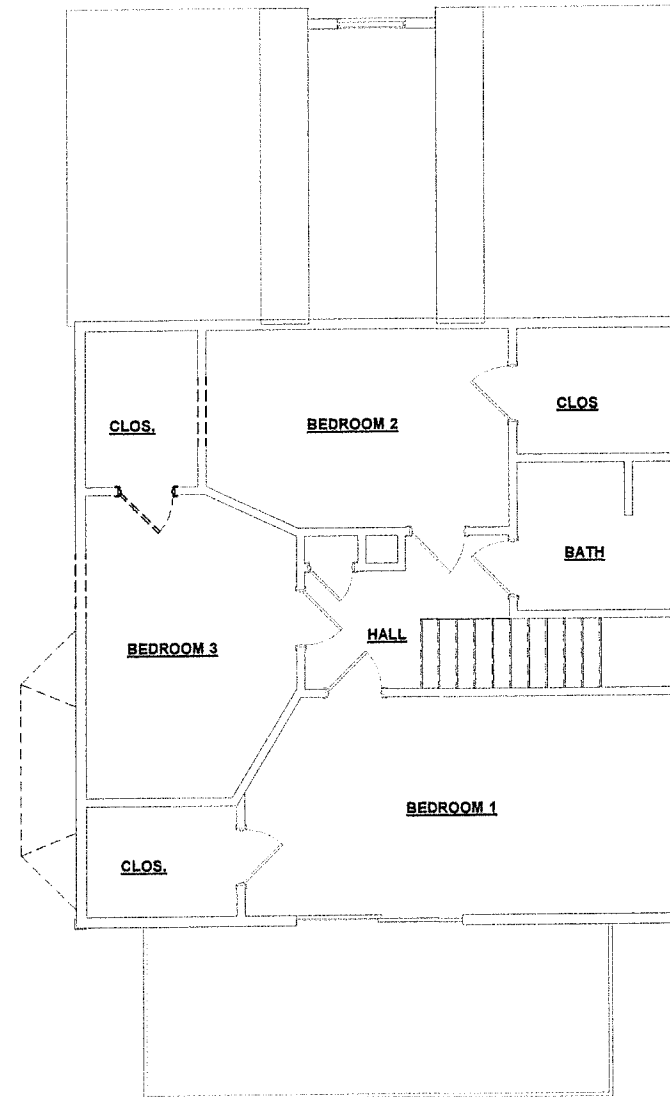 CLOS.
BEDROOM 2
CLOS
BATH
HALL
BEDROOM 3
BEDROOM 1
CLOS.